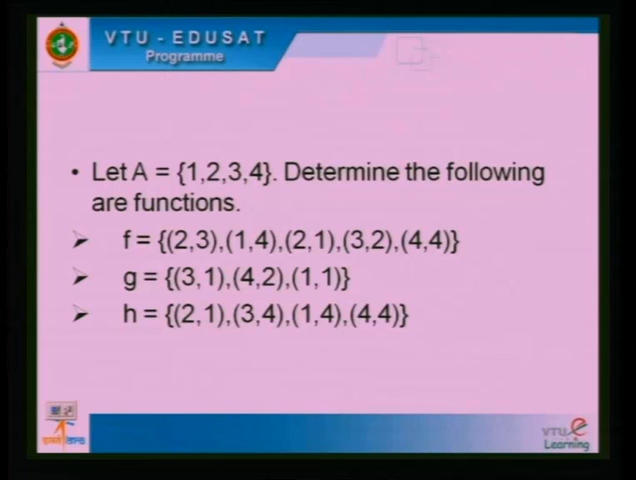 VTU - EDUSAT
Programme
• Let A = {1,2,3,4}. Determine the following
are functions.
➢ f = {(2,3),(1,4),(2,1),(3,2),(4,4)}
➢ g = {(3,1),(4,2),(1,1)}
➢ h = {(2,1),(3,4),(1,4),(4,4)}
VTU e
Learning